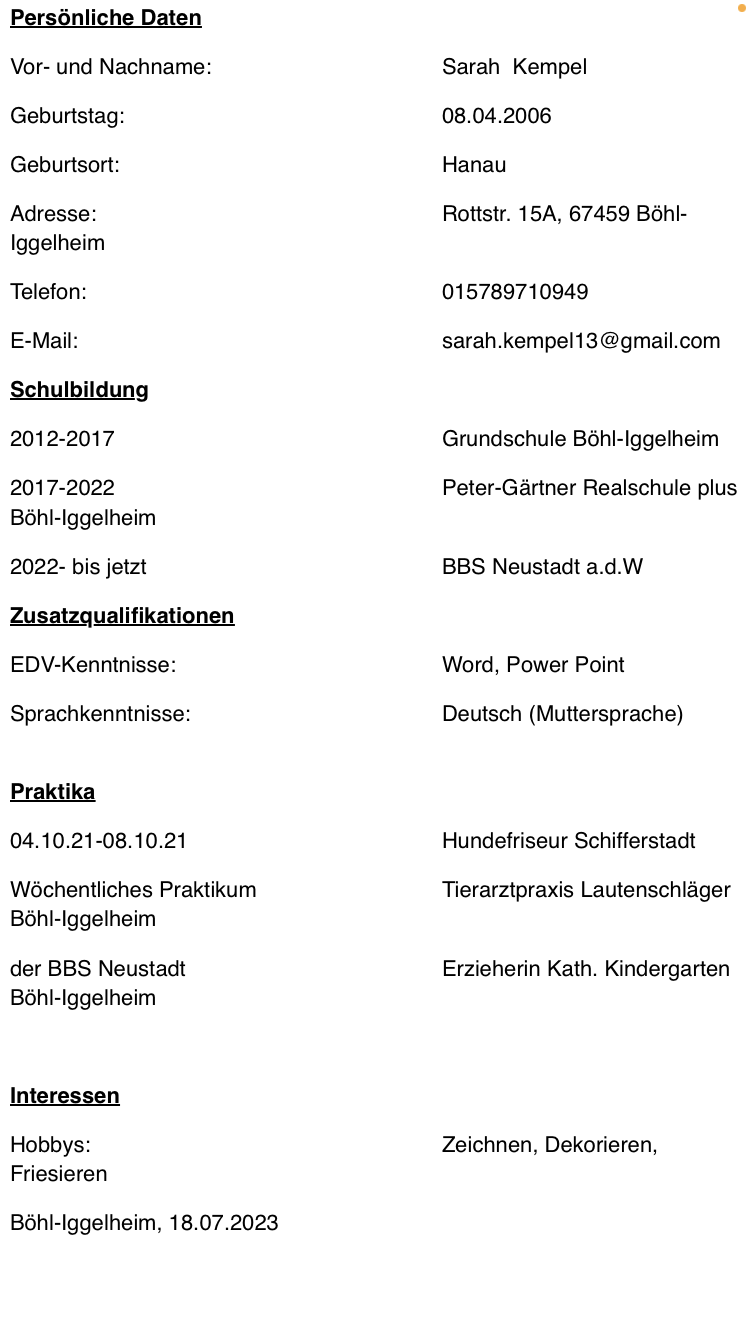 Persönliche Daten
Vor- und Nachname: Sarah  Kempel
Geburtstag: 08.04.2006
Geburtsort: Hanau
Adresse: Rottstr. 15A, 67459 Böhl-
Iggelheim
Telefon: 015789710949
E-Mail: sarah.kempel13@gmail.com
Schulbildung
2012-2017 Grundschule Böhl-Iggelheim
2017-2022 Peter-Gärtner Realschule plus
Böhl-Iggelheim
2022- bis jetzt BBS Neustadt a.d.W
Zusatzqualifikationen
EDV-Kenntnisse: Word, Power Point
Sprachkenntnisse: Deutsch (Muttersprache)
Praktika
04.10.21-08.10.21 Hundefriseur Schifferstadt
Wöchentliches Praktikum Tierarztpraxis Lautenschläger
Böhl-Iggelheim
der BBS Neustadt Erzieherin Kath. Kindergarten
Böhl-Iggelheim
Interessen
Hobbys: Zeichnen, Dekorieren,
Friesieren
Böhl-Iggelheim, 18.07.2023